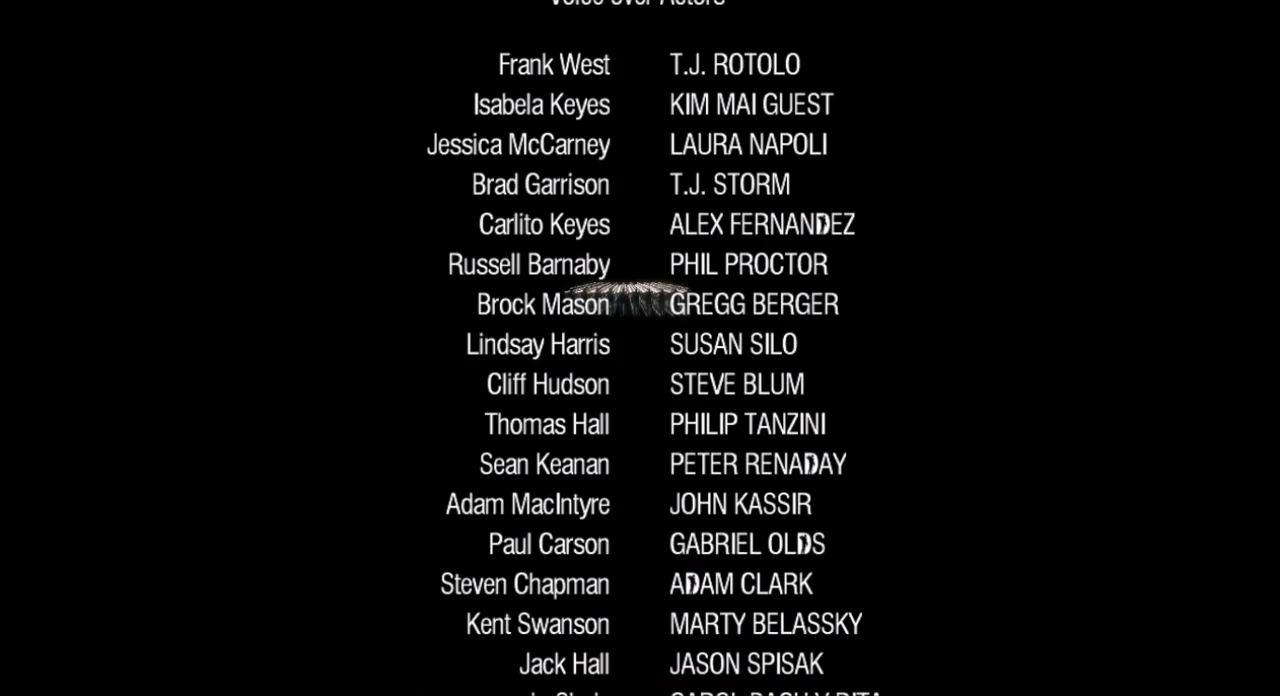 Voice over Actors
Frank West T.J. ROTOLO
Isabela Keyes KIM MAI GUEST
Jessica McCarney LAURA NAPOLI
Brad Garrison T.J. STORM
Carlito Keyes ALEX FERNANDEZ
Russell Barnaby PHIL PROCTOR
Brock Mason GREGG BERGER
Lindsay Harris SUSAN SILO
Cliff Hudson STEVE BLUM
Thomas Hall PHILIP TANZINI
Sean Keanan PETER RENADAY
Adam MacIntyre JOHN KASSIR
Paul Carson GABRIEL OLDS
Steven Chapman ADAM CLARK
Kent Swanson MARTY BELASSKY
Jack Hall JASON SPISAK